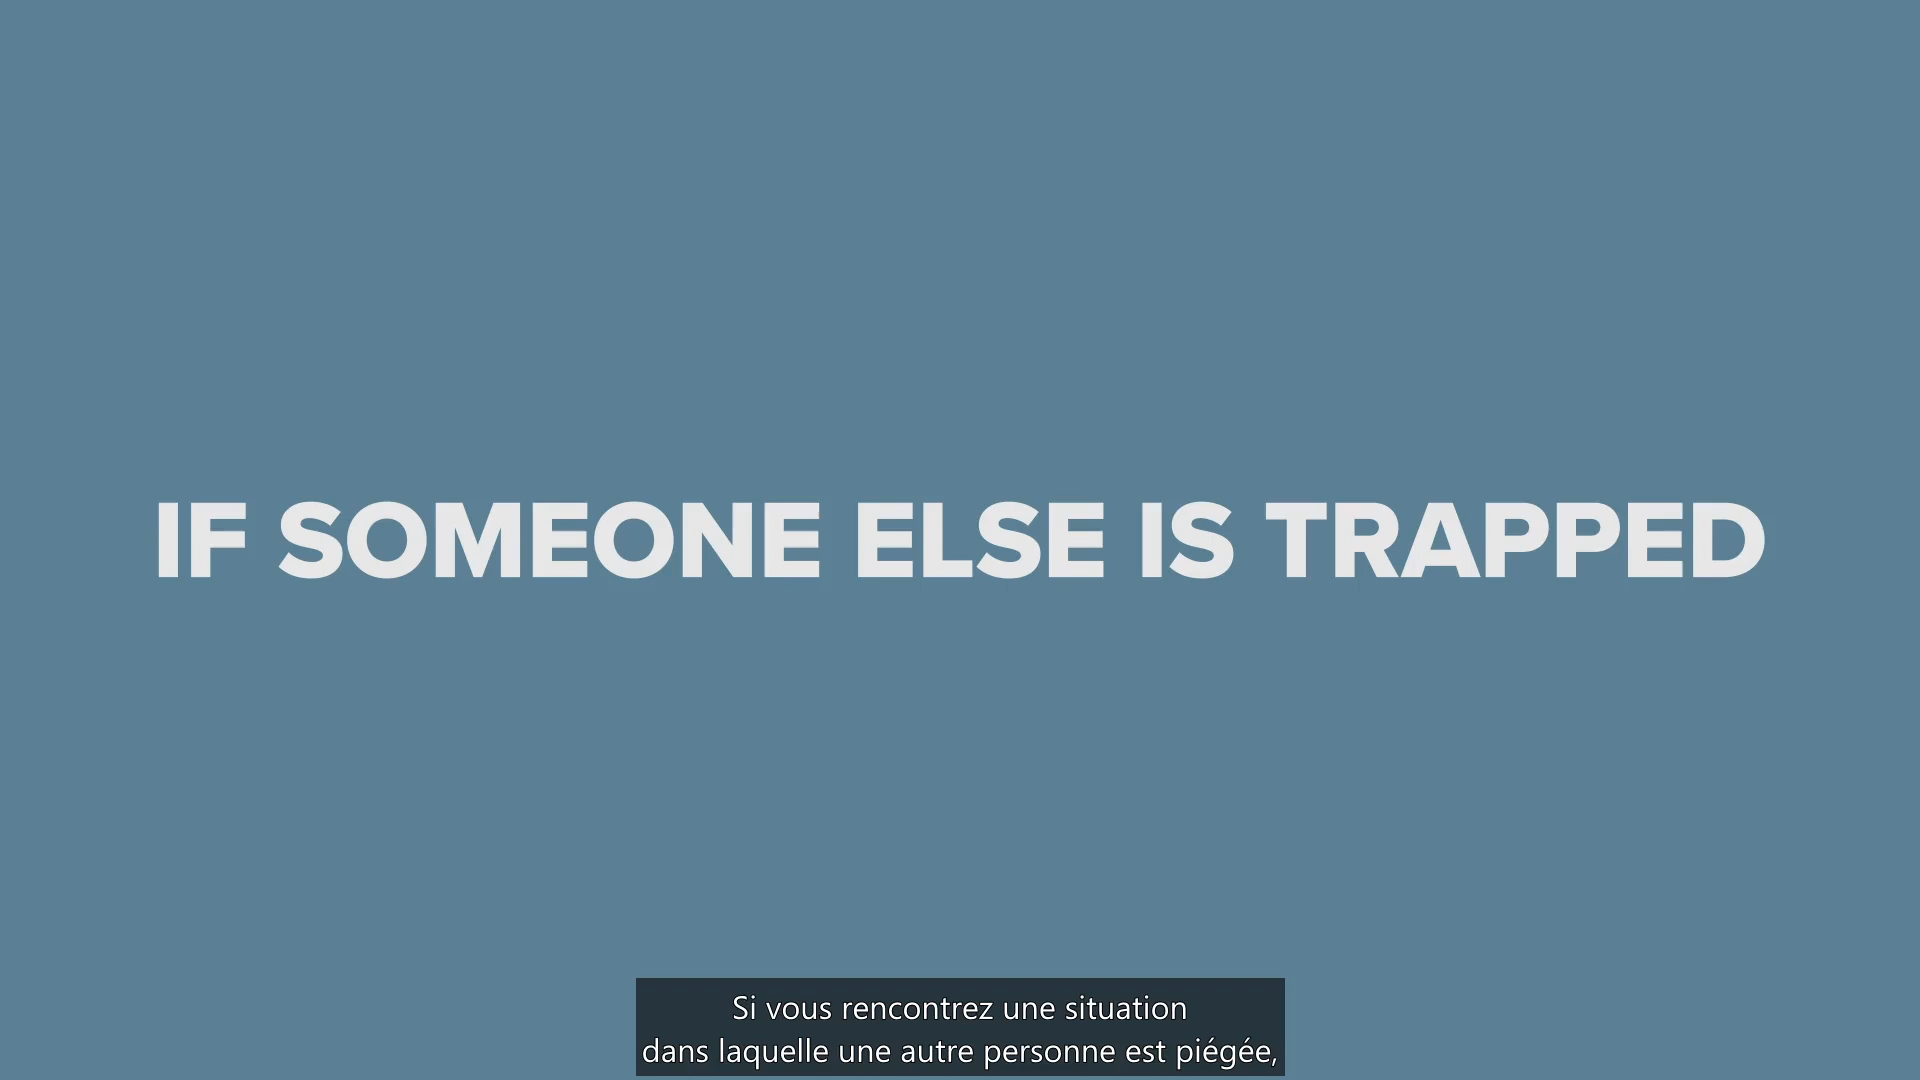 IF SOMEONE ELSE IS TRAPPED
Si vous rencontrez une situation
dans laquelle une autre personne est piégée,